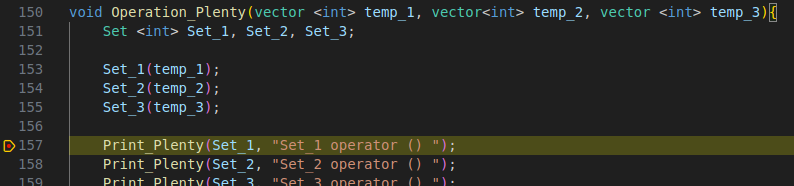 150 void Operation_Plenty(vector <int> temp_1, vector<int> temp_2, vector <int> temp_3){
151 Set <int> Set_1, Set_2, Set_3;
152
153 Set_1(temp_1);
154 Set_2(temp_2);
155 Set_3(temp_3);
156
157 Print_Plenty(Set_1, "Set_1 operator () ");
158 Print_Plenty(Set_2, "Set_2 operator () ");
159 Print_Plenty(Set_3, "Set_3 operator () ");